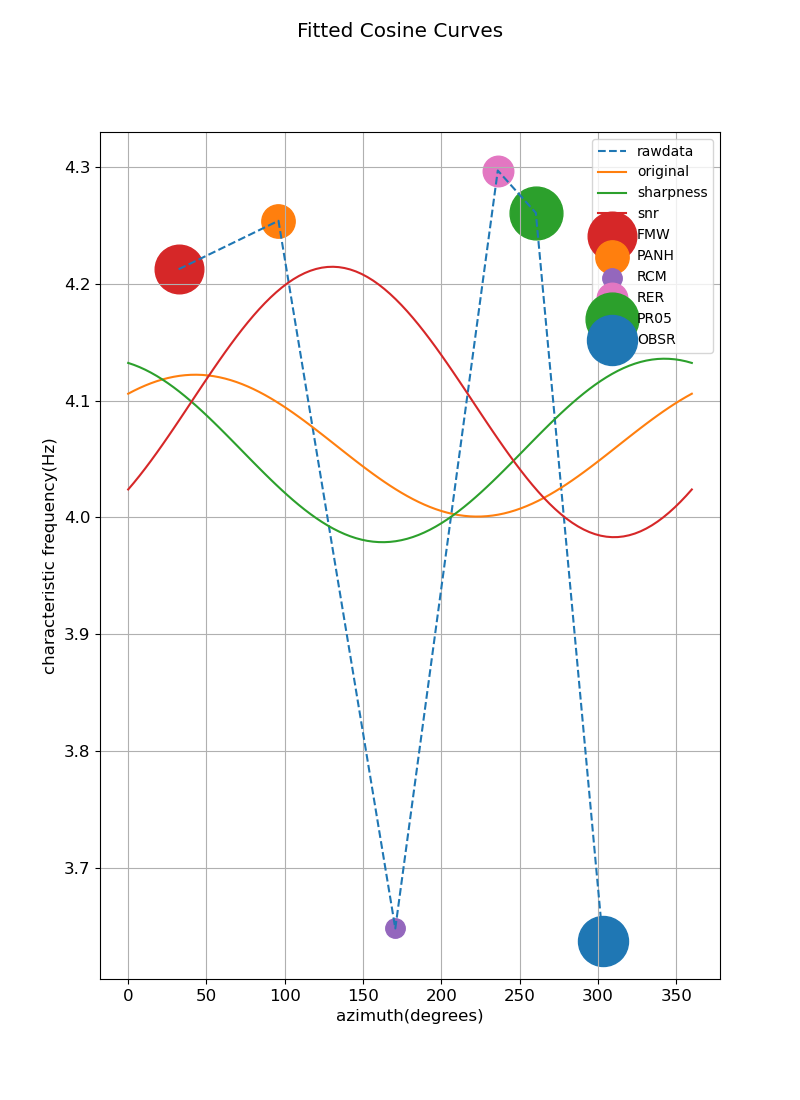 Fitted Cosine Curves
rawdata
original
sharpness
snr
FMW
PANH
RCM
RER
PR05
OBSR
characteristic frequency(Hz)
4.3
4.2
4.1
4.0
3.9
3.8
3.7
0 50 100 150 200 250 300 350
azimuth(degrees)